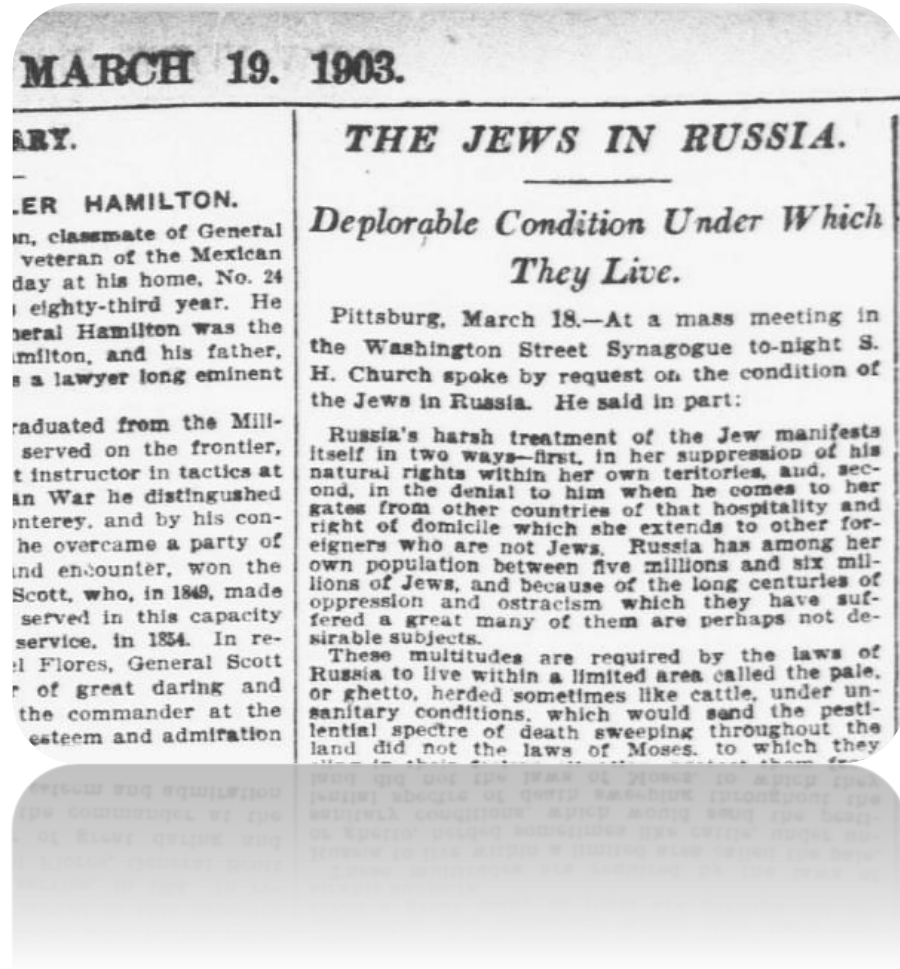 MARCH 19. 1903.
ARY.
LER HAMILTON.
on, classmate of General
veteran of the Mexican
day at his home, No. 24
eighty-third year. He
neral Hamilton was the
amilton, and his father,
s a lawyer long eminent
raduated from the Mili-
served on the frontier,
t instructor in tactics at
an War he distingushed
onterey, and by his con-
he overcame a party of
und encounter, won the
Scott, who, in 1849, made
served in this capacity
service, in 1854. In re-
el Flores, General Scott
r of great daring and
the commander at the
esteem and admiration
THE JEWS IN RUSSIA.
Deplorable Condition Under Which
They Live.
Pittsburg, March 18.—At a mass meeting in
the Washington Street Synagogue to-night S.
H. Church spoke by request on the condition of
the Jews in Russia. He said in part:
Russia's harsh treatment of the Jew manifests
itself in two ways—first, in her suppression of his
natural rights within her own teritories, and, sec-
ond, in the denial to him when he comes to her
gates from other countries of that hospitality and
right of domicile which she extends to other for-
eigners who are not Jews. Russia has among her
own population between five millions and six mil-
lions of Jews, and because of the long centuries of
oppression and ostracism which they have suf-
fered a great many of them are perhaps not de-
sirable subjects.
These multitudes are required by the laws of
Russia to live within a limited area called the pale,
or ghetto, herded sometimes like cattle, under un-
sanitary conditions, which would send the pesti-
lential spectre of death sweeping throughout the
land did not the laws of Moses, to which they